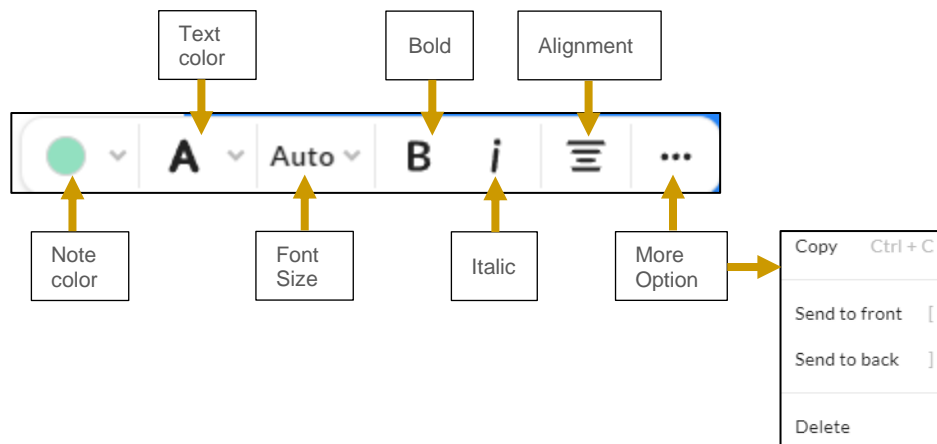 Text
color
Bold
Alignment
A
Auto
B
i
Note
color
Font
Size
Italic
More
Option
Copy Ctrl + C
Send to front [
Send to back ]
Delete